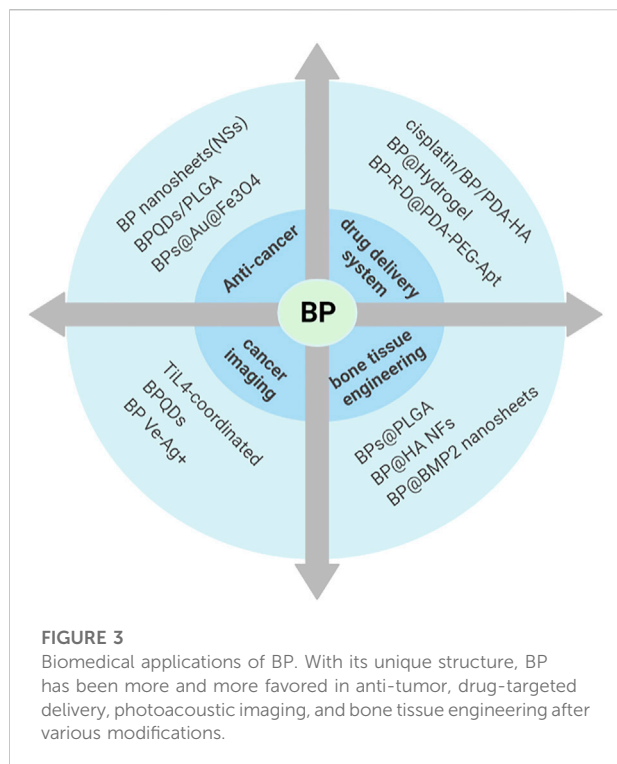 BP nanosheets(NSs)
BPQDs/PLGA
BPs@Au@Fe3O4
Anti-cancer
cisplatin/BP/PDA-HA
BP@Hydrogel
BP-R-D@PDA-PEG-Apt
drug delivery
system
BP
cancer
imaging
TiL4-coordinated
BPQDs
BP Ve-Ag+
bone tissue
engineering
BPs@PLGA
BP@HA NFs
BP@BMP2 nanosheets
FIGURE 3
Biomedical applications of BP. With its unique structure, BP
has been more and more favored in anti-tumor, drug-targeted
delivery, photoacoustic imaging, and bone tissue engineering after
various modifications.